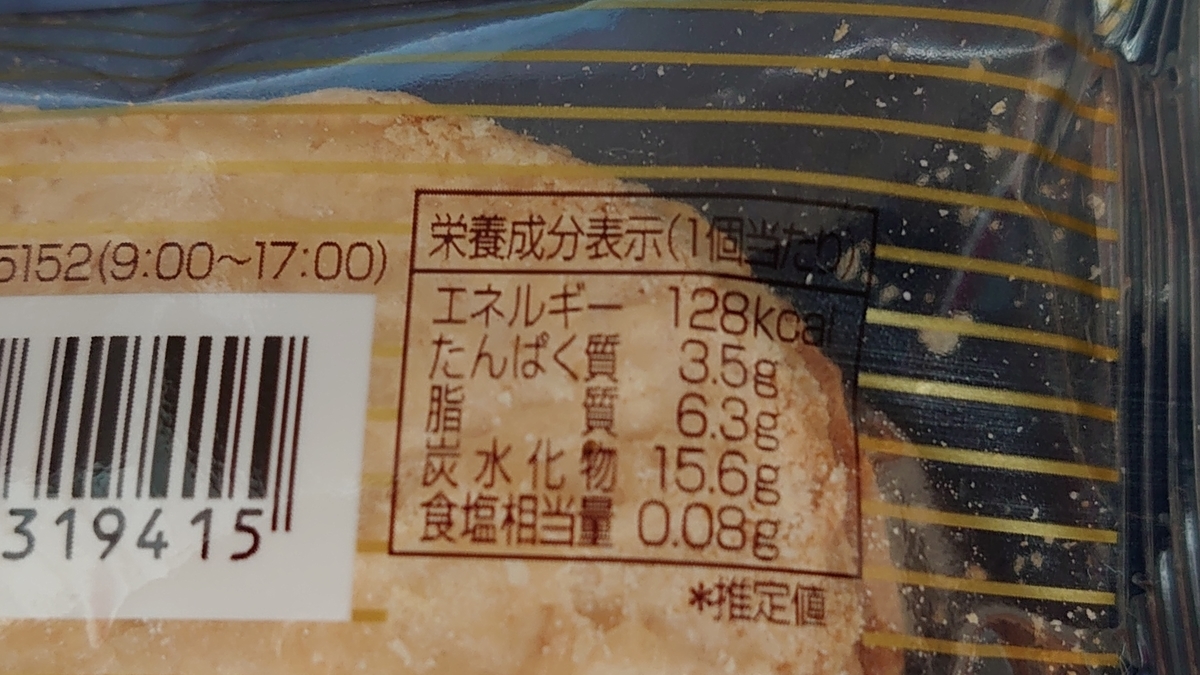 栄養成分表示(1個当たり)
5152(9:00～17:00)
エネルギー 128kcal
たんぱく質 3.5g
脂質 6.3g
炭水化物 15.6g
食塩相当量 0.08g
*推定値
319415